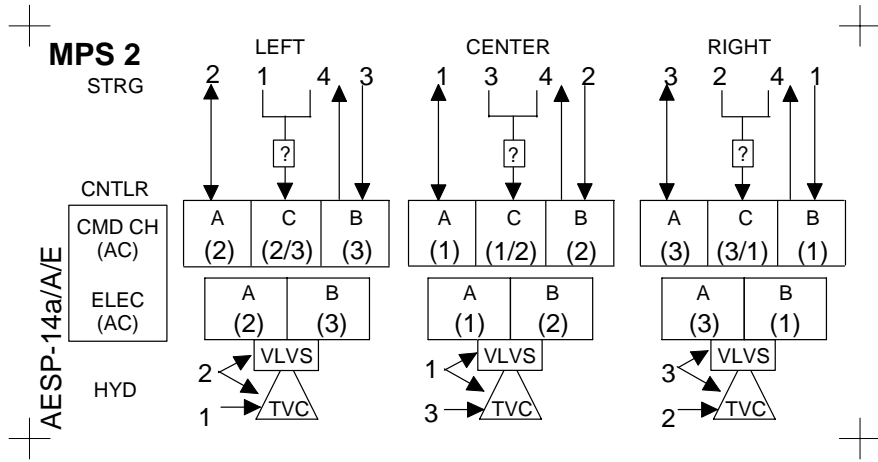 MPS 2
LEFT CENTER RIGHT
STRG
2 1 4 3 1 3 4 2 3 2 4 1
? ? ?
CNTLR
CMD CH
(AC)
A C B A C B A C B
(2) (2/3) (3) (1) (1/2) (2) (3) (3/1) (1)
ELEC
(AC)
A B A B A B
(2) (3) (1) (2) (3) (1)
VLVS VLVS VLVS
HYD
2 1 3
TVC TVC TVC
1 3 2
AESP-14a/A/E